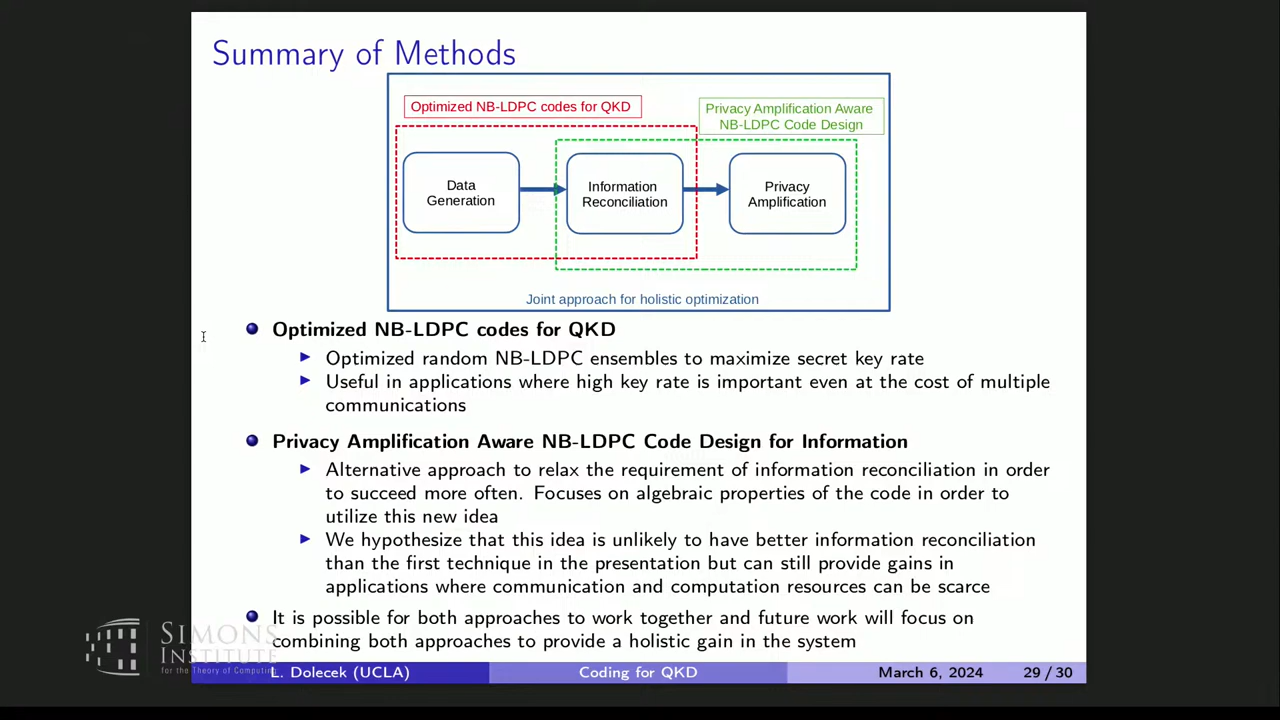 Summary of Methods
Optimized NB-LDPC codes for QKD
Privacy Amplification Aware
NB-LDPC Code Design
Data
Generation
Information
Reconciliation
Privacy
Amplification
Joint approach for holistic optimization
Optimized NB-LDPC codes for QKD
Optimized random NB-LDPC ensembles to maximize secret key rate
Useful in applications where high key rate is important even at the cost of multiple
communications
Privacy Amplification Aware NB-LDPC Code Design for Information
Alternative approach to relax the requirement of information reconciliation in order
to succeed more often. Focuses on algebraic properties of the code in order to
utilize this new idea
We hypothesize that this idea is unlikely to have better information reconciliation
than the first technique in the presentation but can still provide gains in
applications where communication and computation resources can be scarce
It is possible for both approaches to work together and future work will focus on
combining both approaches to provide a holistic gain in the system
SIMONS
INSTITUTE
for the Theory of Computing
L. Dolecek (UCLA)
Coding for QKD
March 6, 2024
29 / 30